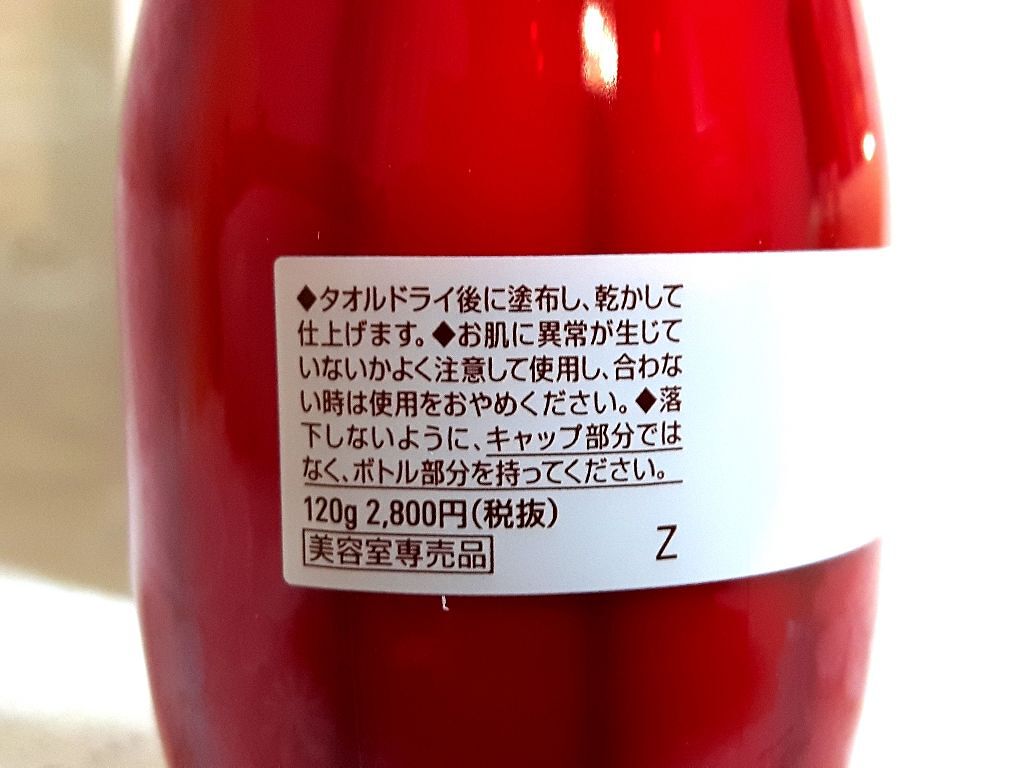 ◆タオルドライ後に塗布し、乾かして
仕上げます。◆お肌に異常が生じて
いないかよく注意して使用し、合わな
い時は使用をおやめください。◆落
下しないように、キャップ部分では
なく、ボトル部分を持ってください。
120g 2,800円(税抜)
美容室専売品
Z